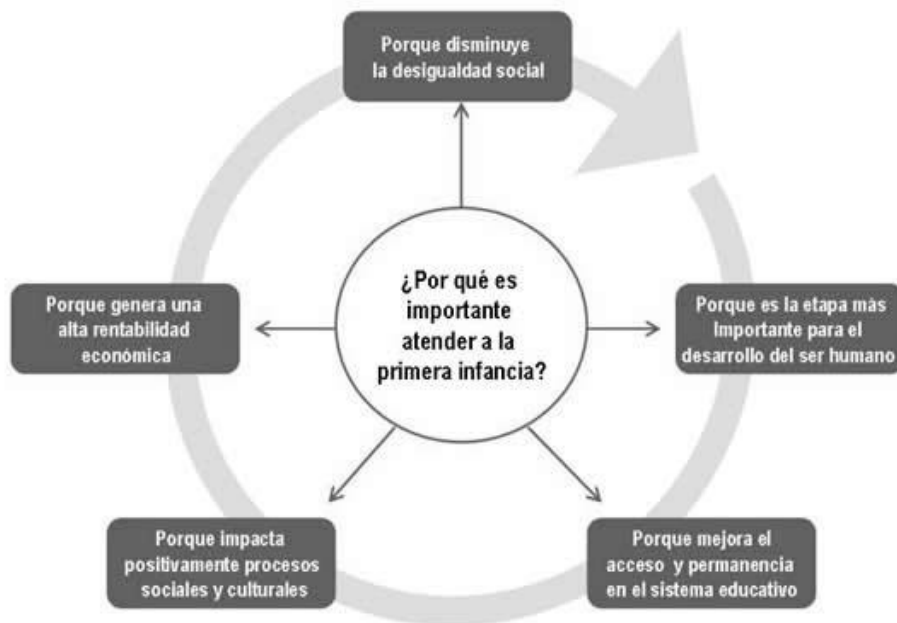 Porque disminuye
la desigualdad social
¿Por qué es
importante
atender a la
primera infancia?
Porque genera una
alta rentabilidad
económica
Porque es la etapa más
Importante para el
desarrollo del ser humano
Porque impacta
positivamente procesos
sociales y culturales
Porque mejora el
acceso y permanencia
en el sistema educativo